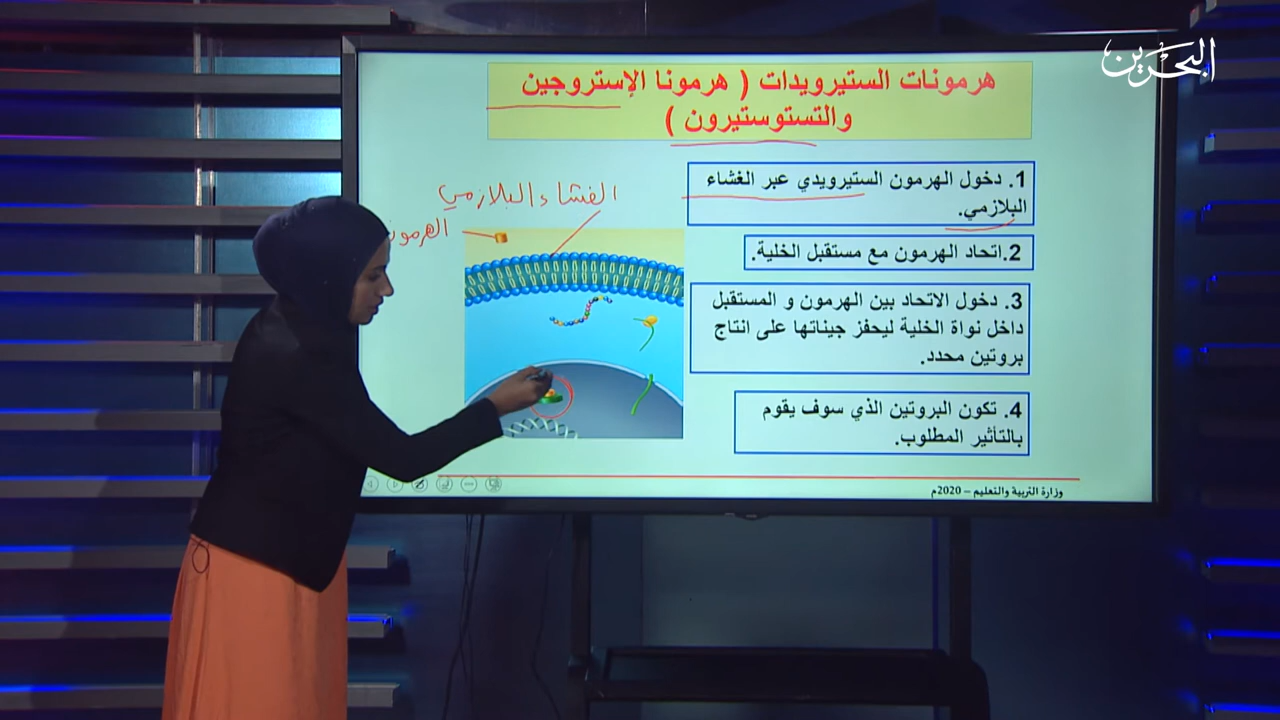 البحرين
هرمونات الستيرويدات ( هرمونا الإستروجين
والتستوستيرون )
1. دخول الهرمون الستيرويدي عبر الغشاء
البلازمي.
2.اتحاد الهرمون مع مستقبل الخلية.
3. دخول الاتحاد بين الهرمون و المستقبل
داخل نواة الخلية ليحفز جيناتها على انتاج
بروتين محدد.
4. تكون البروتين الذي سوف يقوم
بالتأثير المطلوب.
الغشاء البلازمي
الهرمون
وزارة التربية والتعليم – 2020م